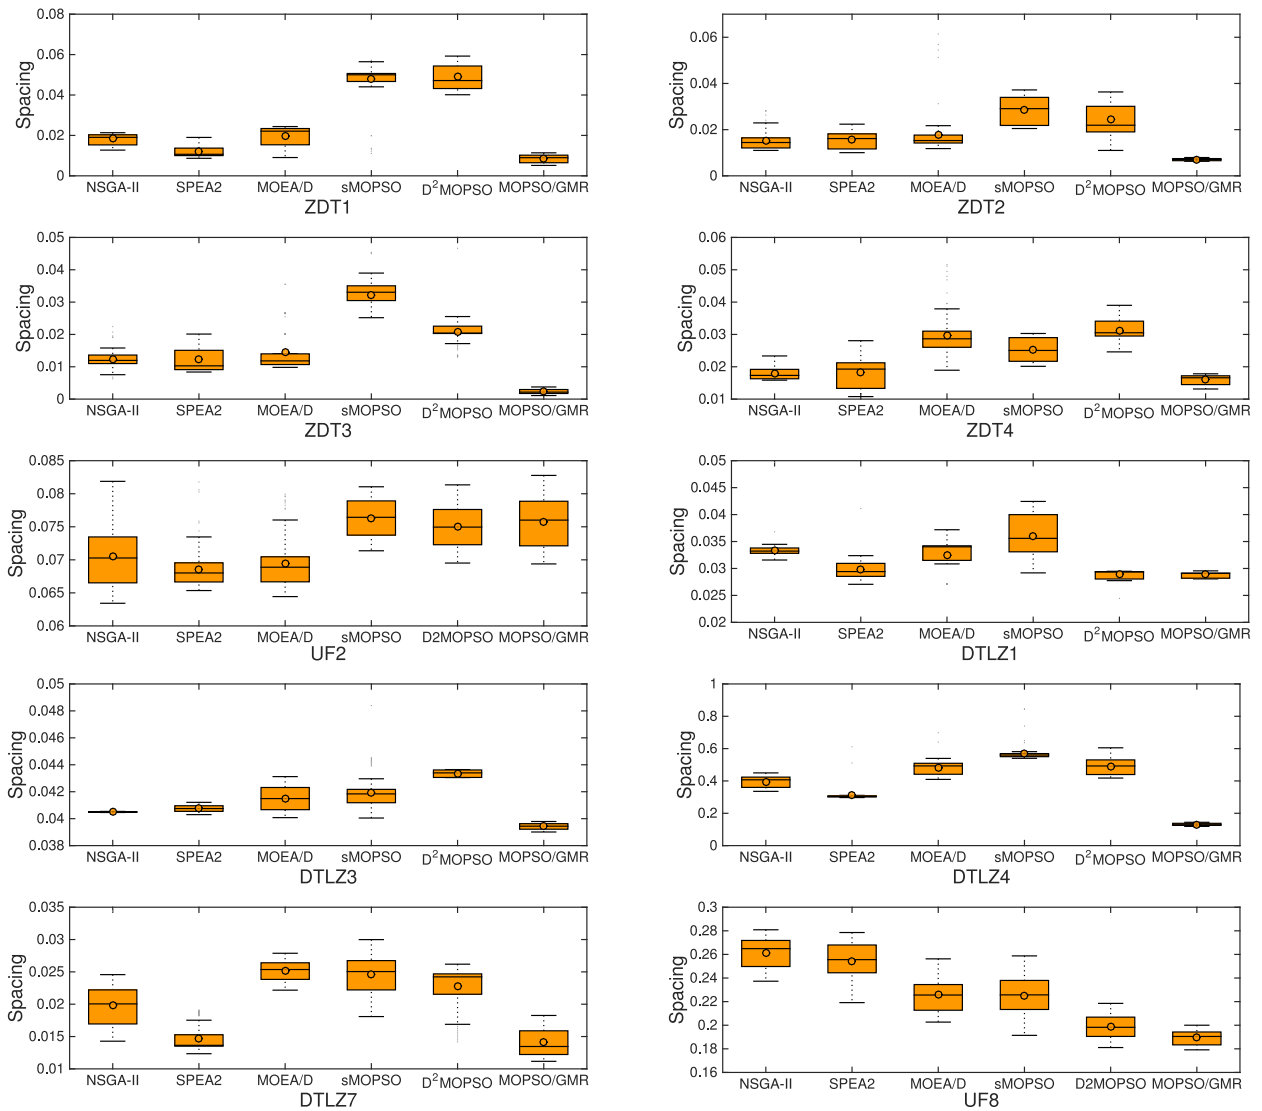 0.08
0.06
0.04
0.02
0
Spacing
NSGA-II SPEA2 MOEA/D sMOPSO D²MOPSO MOPSO/GMR
ZDT1
0.06
0.04
0.02
0
Spacing
NSGA-II SPEA2 MOEA/D sMOPSO D²MOPSO MOPSO/GMR
ZDT2
0.05
0.04
0.03
0.02
0.01
0
Spacing
NSGA-II SPEA2 MOEA/D sMOPSO D²MOPSO MOPSO/GMR
ZDT3
0.06
0.05
0.04
0.03
0.02
0.01
Spacing
NSGA-II SPEA2 MOEA/D sMOPSO D²MOPSO MOPSO/GMR
ZDT4
0.085
0.08
0.075
0.07
0.065
0.06
Spacing
NSGA-II SPEA2 MOEA/D sMOPSO D2MOPSO MOPSO/GMR
UF2
0.05
0.045
0.04
0.035
0.03
0.025
0.02
Spacing
NSGA-II SPEA2 MOEA/D sMOPSO D²MOPSO MOPSO/GMR
DTLZ1
0.05
0.048
0.046
0.044
0.042
0.04
0.038
Spacing
NSGA-II SPEA2 MOEA/D sMOPSO D²MOPSO MOPSO/GMR
DTLZ3
1
0.8
0.6
0.4
0.2
0
Spacing
NSGA-II SPEA2 MOEA/D sMOPSO D²MOPSO MOPSO/GMR
DTLZ4
0.035
0.03
0.025
0.02
0.015
0.01
Spacing
NSGA-II SPEA2 MOEA/D sMOPSO D²MOPSO MOPSO/GMR
DTLZ7
0.3
0.28
0.26
0.24
0.22
0.2
0.18
0.16
Spacing
NSGA-II SPEA2 MOEA/D sMOPSO D2MOPSO MOPSO/GMR
UF8